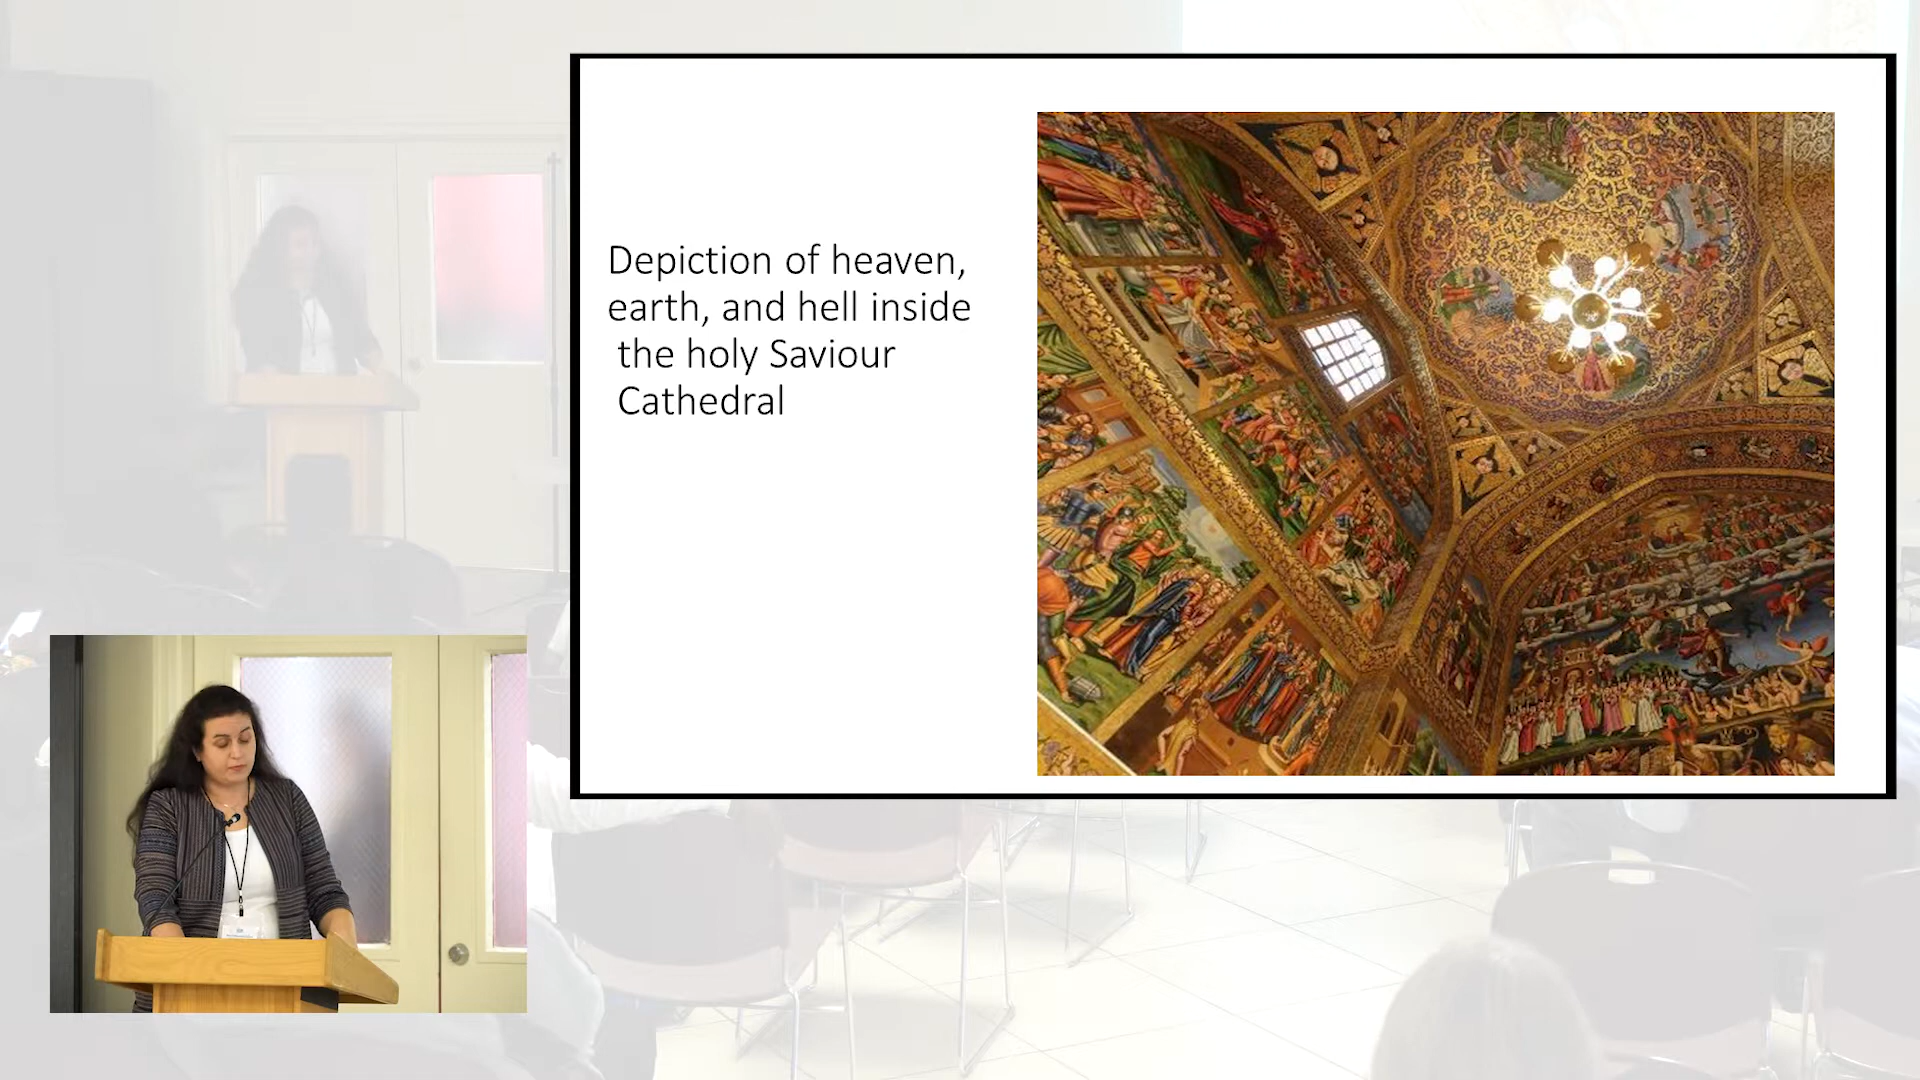 Depiction of heaven,
earth, and hell inside
the holy Saviour
Cathedral